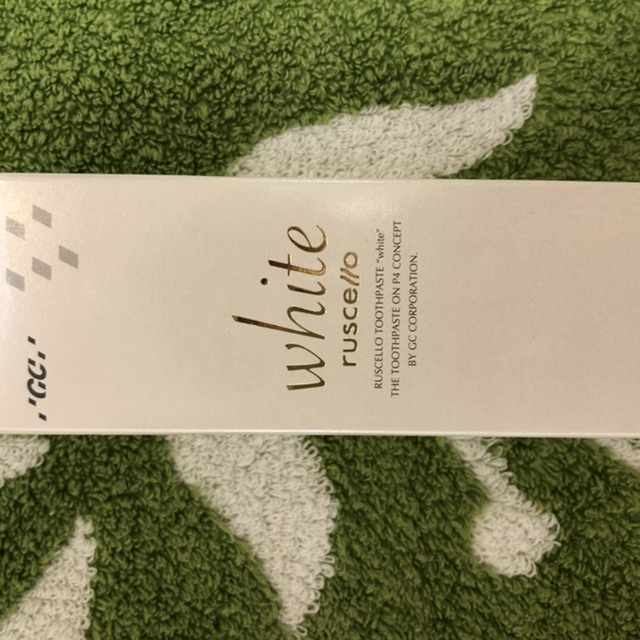 'GC.'
white
ruscello
RUSCELLO TOOTHPASTE "white"
THE TOOTHPASTE ON P4 CONCEPT
BY GC CORPORATION.